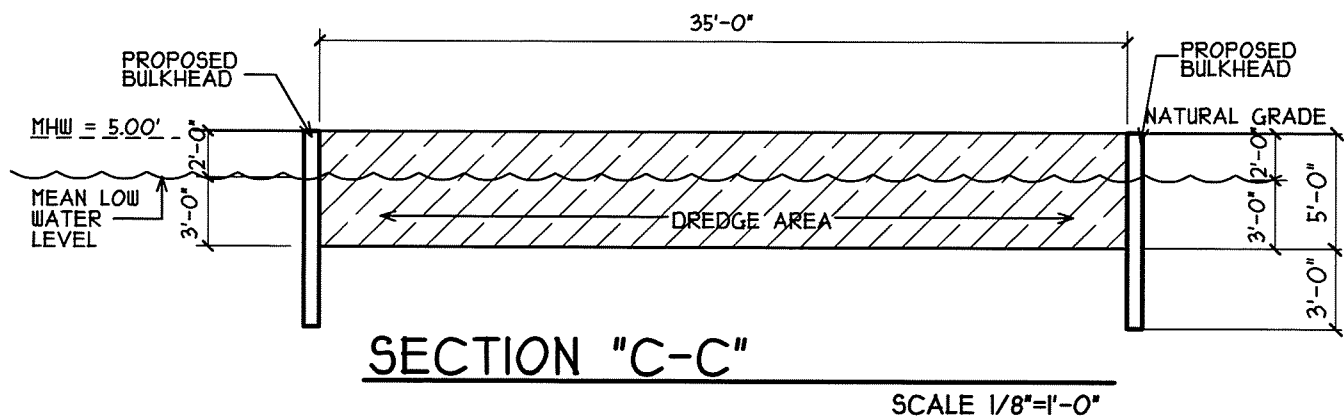 35'-0"
PROPOSED
BULKHEAD
PROPOSED
BULKHEAD
MHW = 5.00'
NATURAL GRADE
2'-0"
2'-0"
MEAN LOW
WATER
LEVEL
3'-0"
DREDGE AREA
3'-0"
5'-0"
3'-0"
SECTION "C-C"
SCALE 1/8"=1'-0"